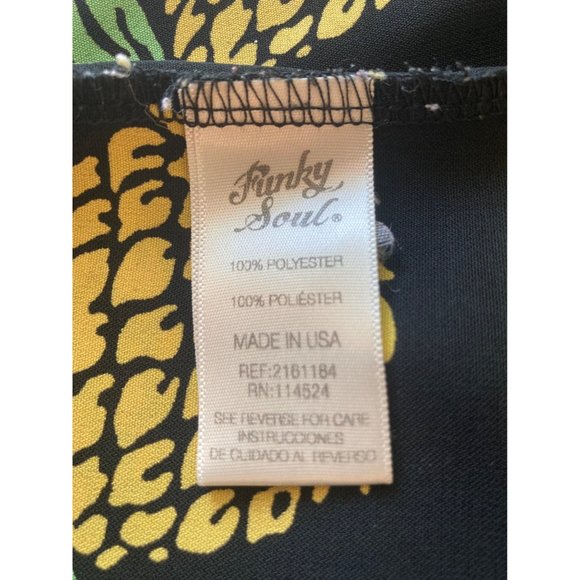 Funky
Soul®
100% POLYESTER
100% POLIÉSTER
MADE IN USA
REF:2161184
RN:114524
SEE REVERSE FOR CARE
INSTRUCCIONES
DE CUIDADO AL REVERSO